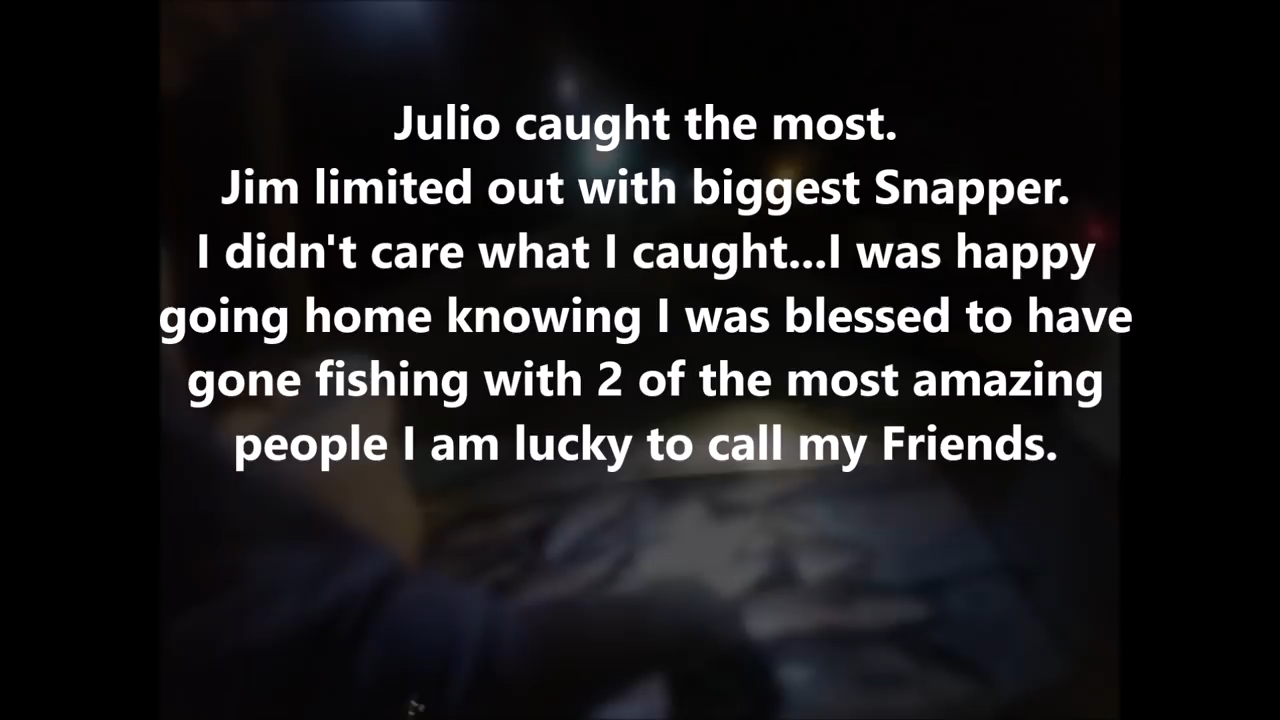 Julio caught the most.
Jim limited out with biggest Snapper.
I didn't care what I caught...I was happy
going home knowing I was blessed to have
gone fishing with 2 of the most amazing
people I am lucky to call my Friends.